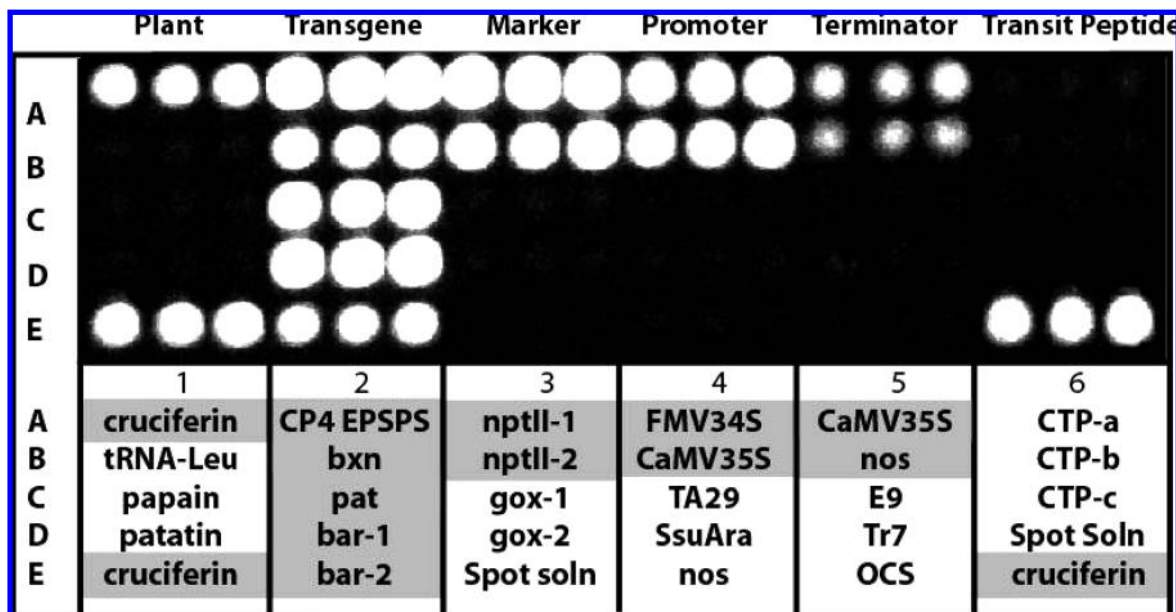 Plant Transgene Marker Promoter Terminator Transit Peptide
A
B
C
D
E
1 2 3 4 5 6
A cruciferin CP4 EPSPS nptII-1 FMV34S CaMV35S CTP-a
B tRNA-Leu bxn nptII-2 CaMV35S nos CTP-b
C papain pat gox-1 TA29 E9 CTP-c
D patatin bar-1 gox-2 SsuAra Tr7 Spot Soln
E cruciferin bar-2 Spot soln nos OCS cruciferin